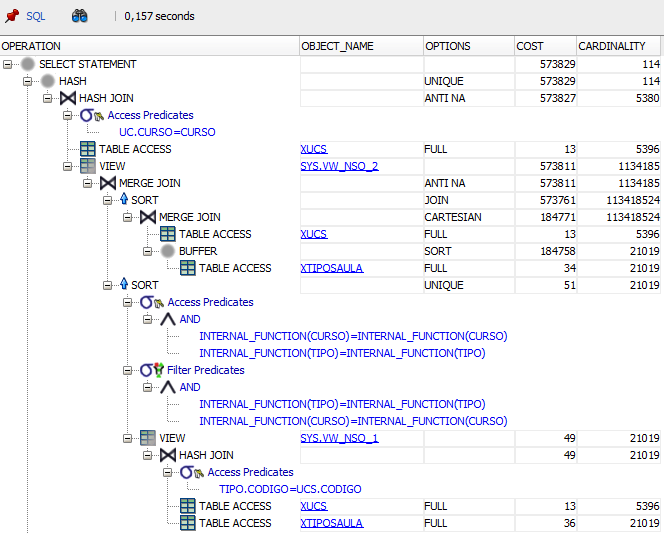 SQL 0,157 seconds
OPERATION OBJECT_NAME OPTIONS COST CARDINALITY
SELECT STATEMENT 573829 114
HASH UNIQUE 573829 114
HASH JOIN ANTI NA 573827 5380
Access Predicates
UC.CURSO=CURSO
TABLE ACCESS XUCS FULL 13 5396
VIEW SYS.VW_NSO_2 573811 1134185
MERGE JOIN ANTI NA 573811 1134185
SORT JOIN 573761 113418524
MERGE JOIN CARTESIAN 184771 113418524
TABLE ACCESS XUCS FULL 13 5396
BUFFER SORT 184758 21019
TABLE ACCESS XTIPOSAULA FULL 34 21019
SORT UNIQUE 51 21019
Access Predicates
AND
INTERNAL_FUNCTION(CURSO)=INTERNAL_FUNCTION(CURSO)
INTERNAL_FUNCTION(TIPO)=INTERNAL_FUNCTION(TIPO)
Filter Predicates
AND
INTERNAL_FUNCTION(TIPO)=INTERNAL_FUNCTION(TIPO)
INTERNAL_FUNCTION(CURSO)=INTERNAL_FUNCTION(CURSO)
VIEW SYS.VW_NSO_1 49 21019
HASH JOIN 49 21019
Access Predicates
TIPO.CODIGO=UCS.CODIGO
TABLE ACCESS XUCS FULL 13 5396
TABLE ACCESS XTIPOSAULA FULL 36 21019